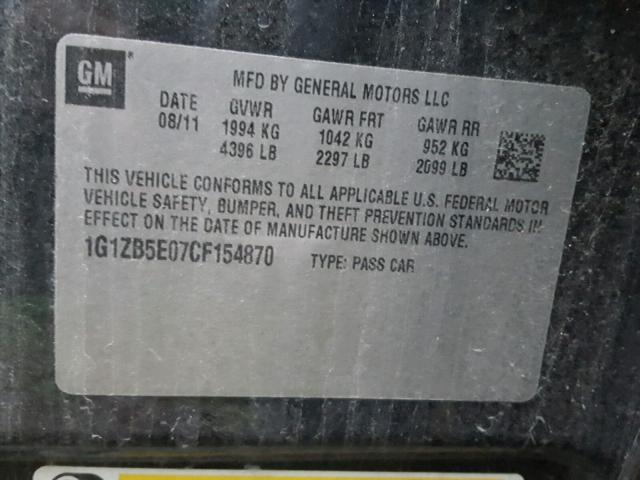 GM
MFD BY GENERAL MOTORS LLC
DATE GVWR GAWR FRT GAWR RR
08/11 1994 KG 1042 KG 952 KG
4396 LB 2297 LB 2099 LB
THIS VEHICLE CONFORMS TO ALL APPLICABLE U.S. FEDERAL MOTOR
VEHICLE SAFETY, BUMPER, AND THEFT PREVENTION STANDARDS IN
EFFECT ON THE DATE OF MANUFACTURE SHOWN ABOVE.
1G1ZB5E07CF154870 TYPE: PASS CAR